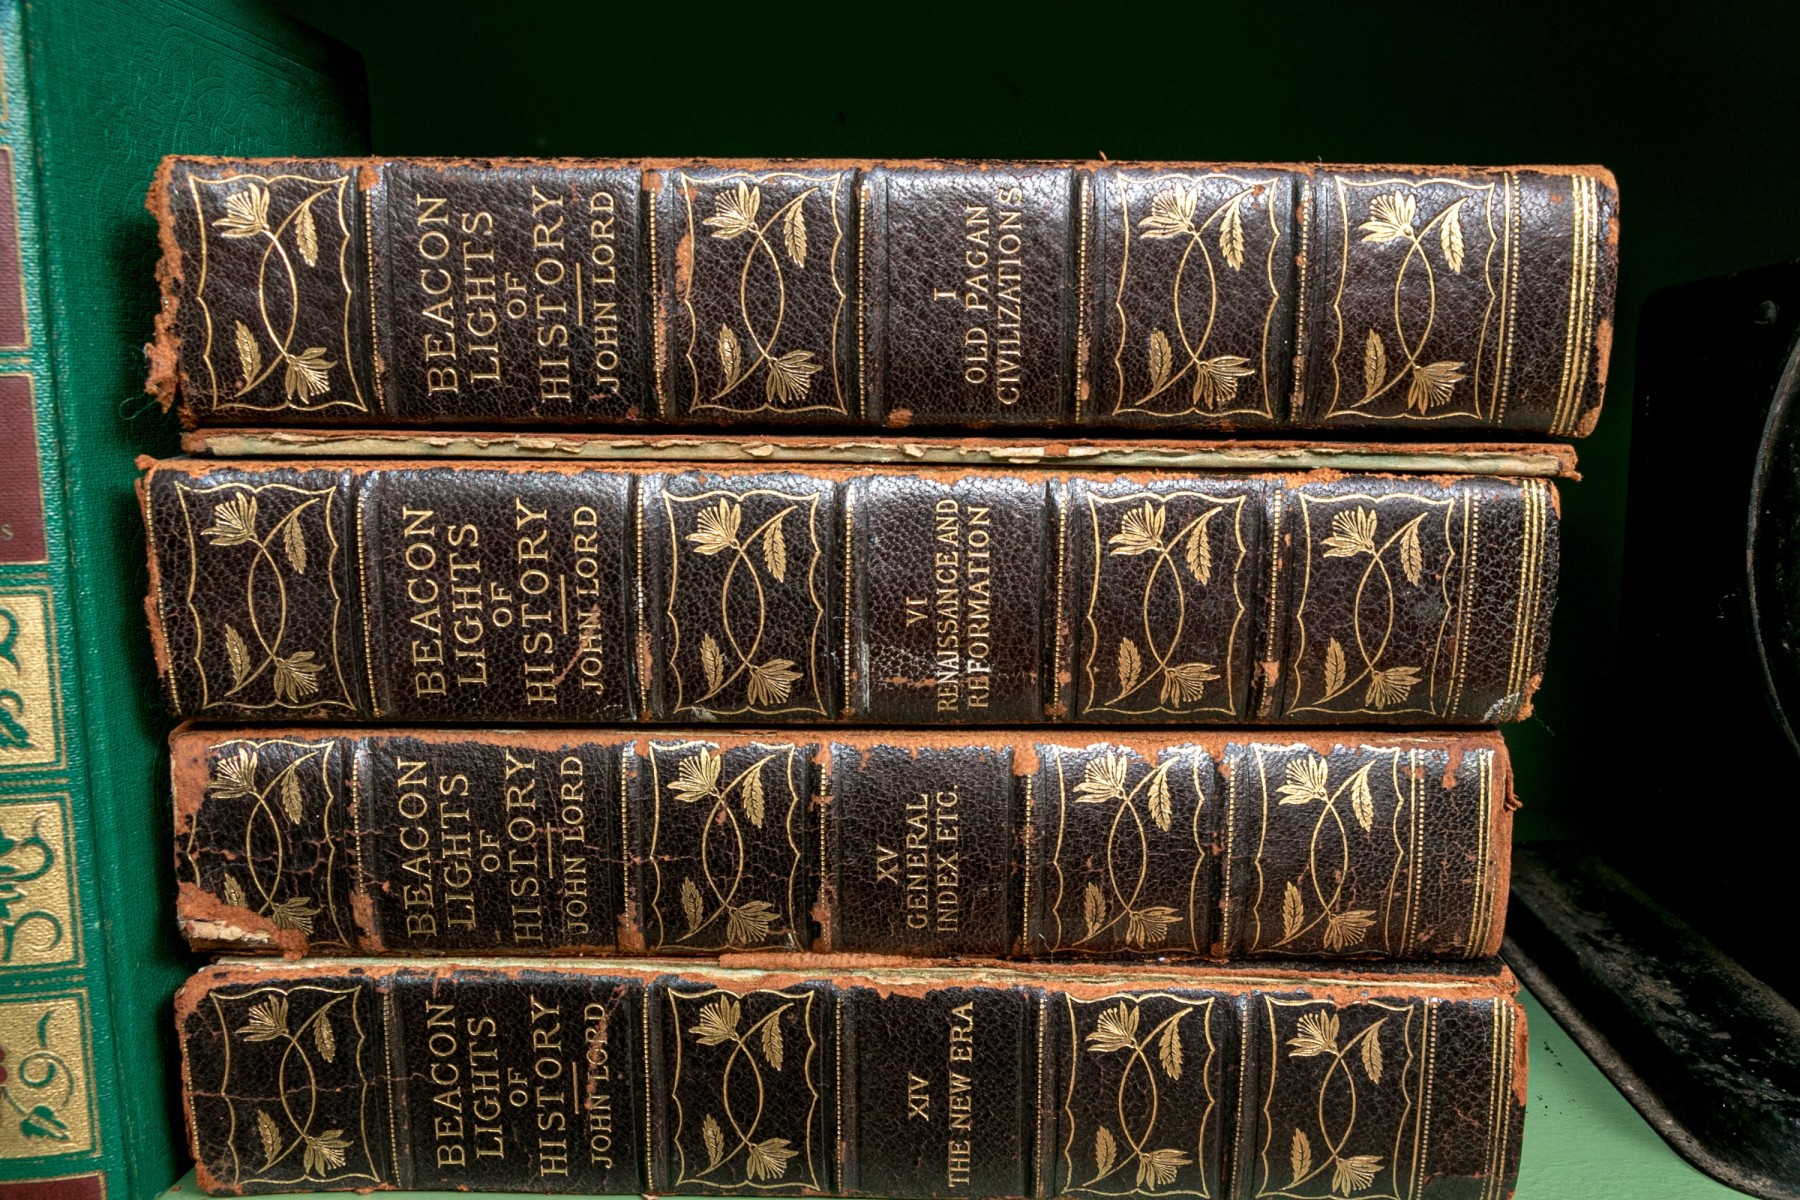 BEACON
LIGHTS
OF
HISTORY
JOHN LORD
I
OLD PAGAN
CIVILIZATIONS
BEACON
LIGHTS
OF
HISTORY
JOHN LORD
VI
RENAISSANCE AND
REFORMATION
BEACON
LIGHTS
OF
HISTORY
JOHN LORD
XV
GENERAL
INDEX ETC.
BEACON
LIGHTS
OF
HISTORY
JOHN LORD
XIV
THE NEW ERA
S